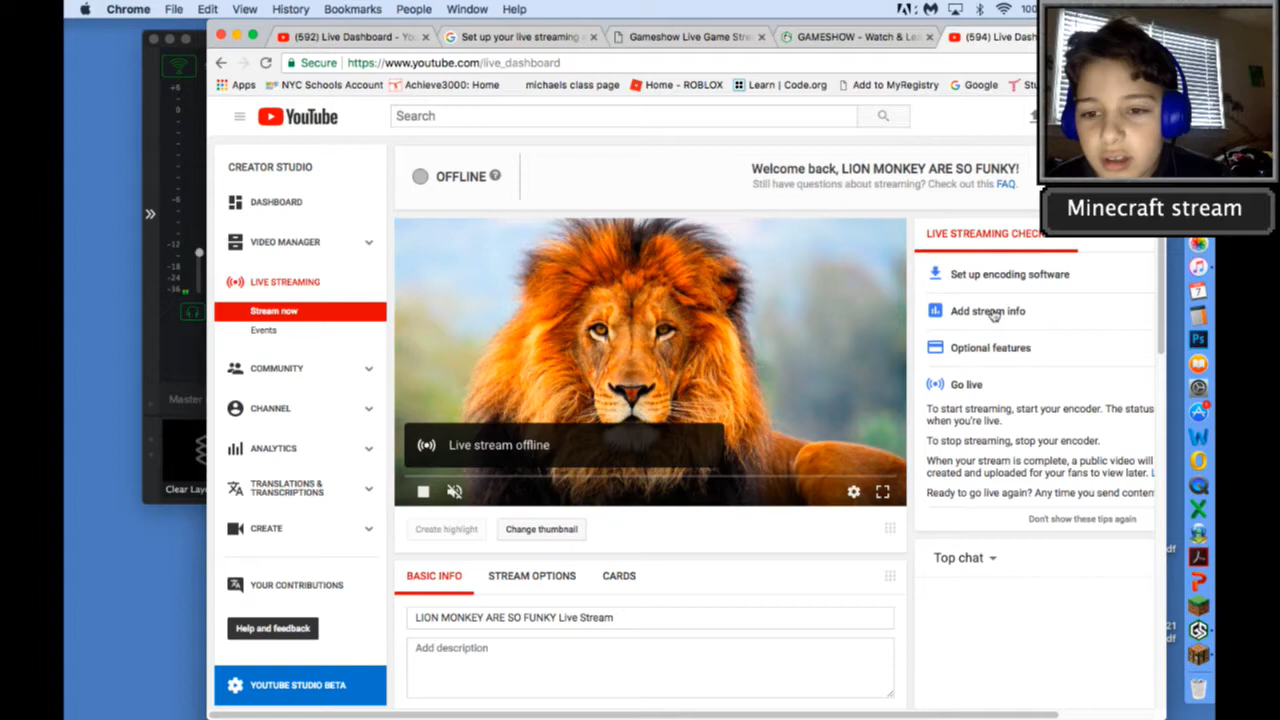 Chrome File Edit View History Bookmarks People Window Help
(592) Live Dashboard - Yo
Set up your live streaming
Gameshow Live Game Stre
GAMESHOW - Watch & Le
(594) Live Dash
Secure https://www.youtube.com/live_dashboard
Apps NYC Schools Account Achieve3000: Home michaels class page Home - ROBLOX Learn | Code.org Add to MyRegistry Google
YouTube
Search
CREATOR STUDIO
DASHBOARD
VIDEO MANAGER
LIVE STREAMING
Stream now
Events
COMMUNITY
CHANNEL
ANALYTICS
TRANSLATIONS &
TRANSCRIPTIONS
CREATE
YOUR CONTRIBUTIONS
Help and feedback
YOUTUBE STUDIO BETA
OFFLINE ?
Welcome back, LION MONKEY ARE SO FUNKY!
Still have questions about streaming? Check out this FAQ.
Live stream offline
Create highlight
Change thumbnail
BASIC INFO STREAM OPTIONS CARDS
LION MONKEY ARE SO FUNKY Live Stream
Add description
LIVE STREAMING CHEC
Set up encoding software
Add stream info
Optional features
Go live
To start streaming, start your encoder. The status
when you're live.
To stop streaming, stop your encoder.
When your stream is complete, a public video will
created and uploaded for your fans to view later.
Ready to go live again? Any time you send conten
Don't show these tips again
Top chat
Minecraft stream
+6
0
-6
-12
-18
-24
-36
Master
Clear Lay